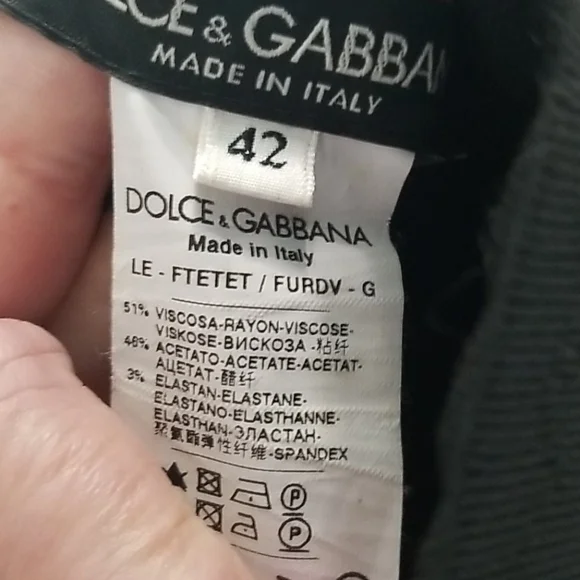 CE & GABBANA
MADE IN ITALY
42
DOLCE & GABBANA
Made in Italy
LE - FTETET / FURDV - G
51% VISCOSA-RAYON-VISCOSE-
VISKOSE-ВИСКОЗА-粘纤
46% ACETATO-ACETATE-ACETAT-
АЦЕТАТ-醋纤
3% ELASTAN-ELASTANE-
ELASTANO-ELASTHANNE-
ELASTHAN-ЭЛАСТАН-
聚氨酯弹性纤维-SPANDEX
P
P